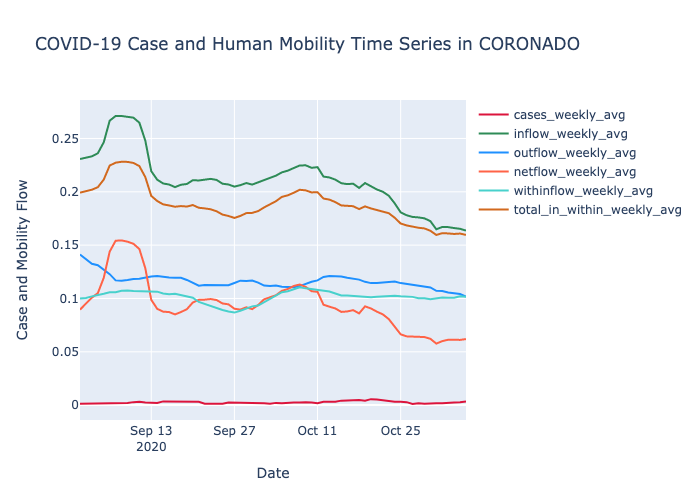 COVID-19 Case and Human Mobility Time Series in CORONADO
cases_weekly_avg
inflow_weekly_avg
outflow_weekly_avg
netflow_weekly_avg
withinflow_weekly_avg
total_in_within_weekly_avg
Case and Mobility Flow
0.25
0.2
0.15
0.1
0.05
0
Sep 13
2020
Sep 27
Oct 11
Oct 25
Date